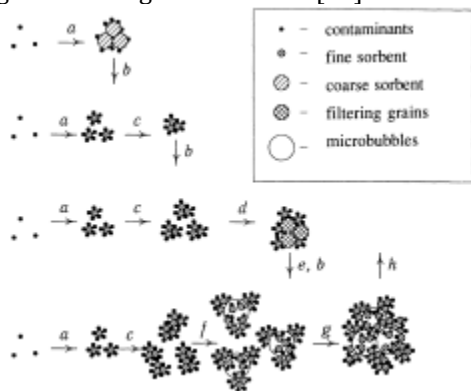 a
b
a c
b
a c d
e, b h
a c f g
– contaminants
– fine sorbent
– coarse sorbent
– filtering grains
– microbubbles